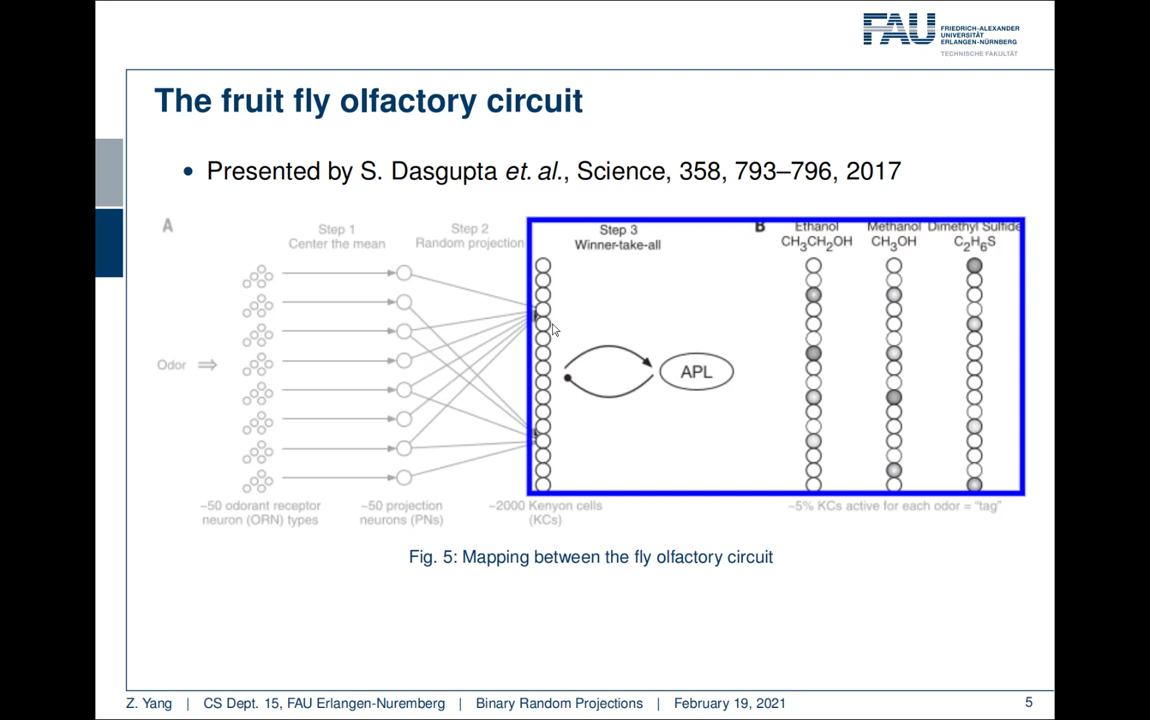 FAU
FRIEDRICH-ALEXANDER
UNIVERSITÄT
ERLANGEN-NÜRNBERG
TECHNISCHE FAKULTÄT
The fruit fly olfactory circuit
• Presented by S. Dasgupta et. al., Science, 358, 793–796, 2017
A
Step 1
Center the mean
Step 2
Random projection
Step 3
Winner-take-all
B
Ethanol
CH₃CH₂OH
Methanol
CH₃OH
Dimethyl Sulfide
C₂H₆S
Odor ⇒
APL
~50 odorant receptor
neuron (ORN) types
~50 projection
neurons (PNs)
~2000 Kenyon cells
(KCs)
~5% KCs active for each odor = “tag”
Fig. 5: Mapping between the fly olfactory circuit
Z. Yang | CS Dept. 15, FAU Erlangen-Nuremberg | Binary Random Projections | February 19, 2021
5